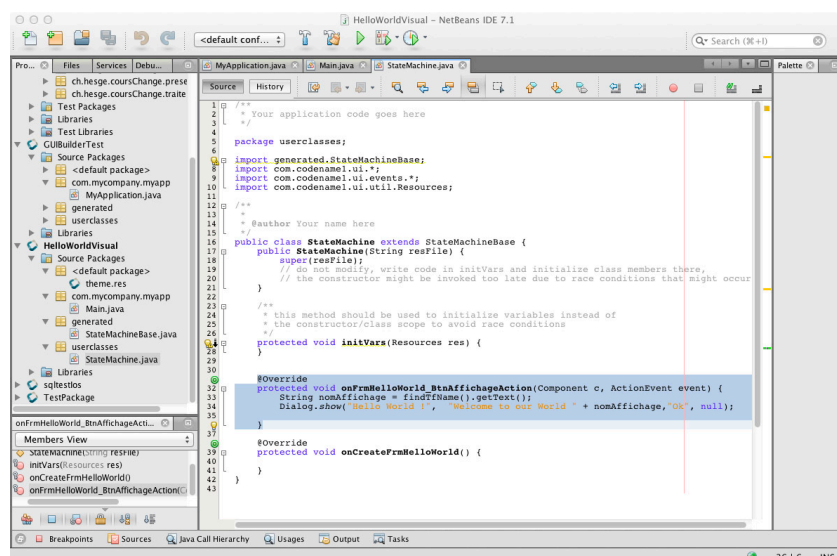 HelloWorldVisual – NetBeans IDE 7.1
<default conf...
Search (⌘+I)
Pro...
Files
Services
Debu...
MyApplication.java
Main.java
StateMachine.java
Palette
ch.hesge.coursChange.prese
ch.hesge.coursChange.traite
Test Packages
Libraries
Test Libraries
GUIBuilderTest
Source Packages
<default package>
com.mycompany.myapp
MyApplication.java
generated
userclasses
Libraries
HelloWorldVisual
Source Packages
<default package>
theme.res
com.mycompany.myapp
Main.java
generated
StateMachineBase.java
userclasses
StateMachine.java
Libraries
sqltestIos
TestPackage
onFrmHelloWorld_BtnAffichageActi...
Members View
StateMachine(String resFile)
initVars(Resources res)
onCreateFrmHelloWorld()
onFrmHelloWorld_BtnAffichageAction(C
Source
History
1 /**
2 * Your application code goes here
3 */
4
5 package userclasses;
6
import generated.StateMachineBase;
8 import com.codename1.ui.*;
9 import com.codename1.ui.events.*;
10 import com.codename1.ui.util.Resources;
11
12 /**
13 *
14 * @author Your name here
15 */
16 public class StateMachine extends StateMachineBase {
17 public StateMachine(String resFile) {
18 super(resFile);
19 // do not modify, write code in initVars and initialize class members there,
20 // the constructor might be invoked too late due to race conditions that might occur
21 }
22
23 /**
24 * this method should be used to initialize variables instead of
25 * the constructor/class scope to avoid race conditions
26 */
protected void initVars(Resources res) {
28 }
29
30
@Override
32 protected void onFrmHelloWorld_BtnAffichageAction(Component c, ActionEvent event) {
33 String nomAffichage = findTfName().getText();
34 Dialog.show("Hello World !", "Welcome to our World " + nomAffichage,"Ok", null);
35
}
37
@Override
39 protected void onCreateFrmHelloWorld() {
40
41 }
42 }
43
Breakpoints
Sources
Java Call Hierarchy
Usages
Output
Tasks